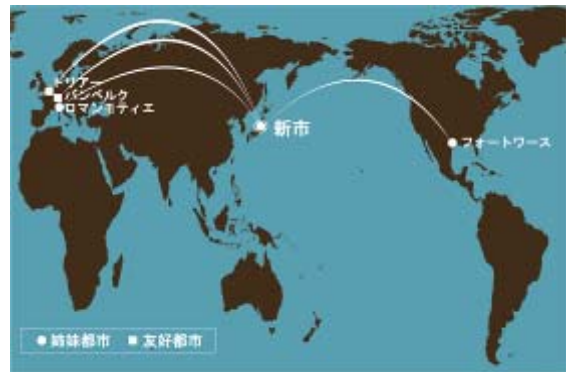 トリアー
バンベルク
ロマンモティエ
新市
フォートワース
●姉妹都市 ■友好都市